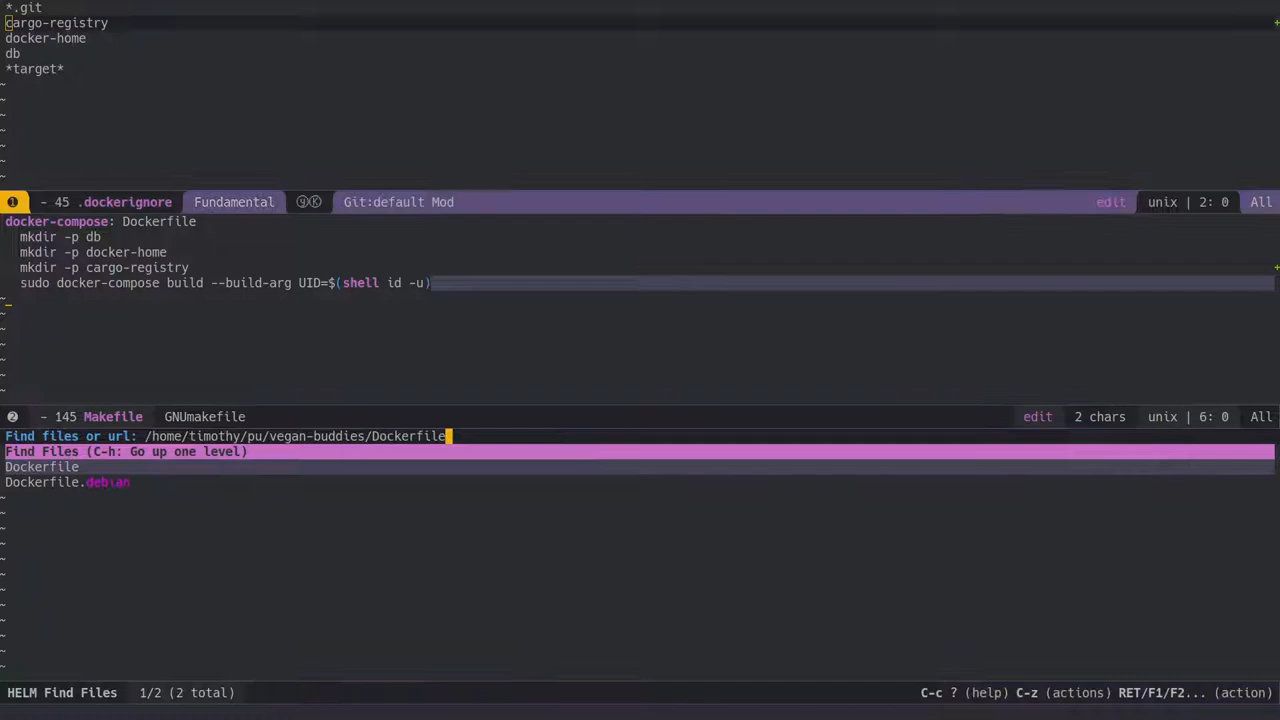 *.git
cargo-registry
docker-home
db
*target*
~
~
~
~
~
~
~
❶ - 45 .dockerignore Fundamental ⓨⓀ Git:default Mod edit unix | 2: 0 All
docker-compose: Dockerfile
mkdir -p db
mkdir -p docker-home
mkdir -p cargo-registry
sudo docker-compose build --build-arg UID=$(shell id -u)
~
~
~
~
~
~
~
❷ - 145 Makefile GNUmakefile edit 2 chars unix | 6: 0 All
Find files or url: /home/timothy/pu/vegan-buddies/Dockerfile
Find Files (C-h: Go up one level)
Dockerfile
Dockerfile.debian
~
~
~
~
~
~
~
~
~
~
~
~
HELM Find Files 1/2 (2 total) C-c ? (help) C-z (actions) RET/F1/F2... (action)